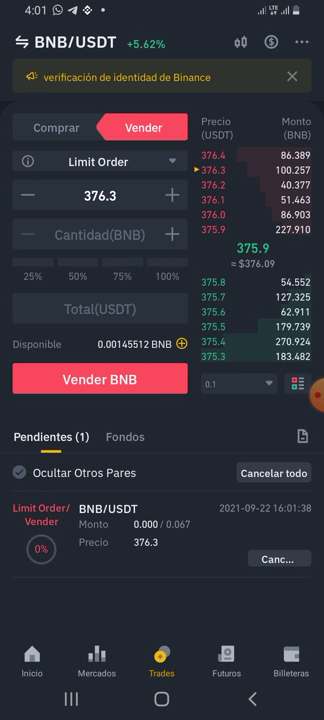 4:01
LTE
BNB/USDT +5.62%
verificación de identidad de Binance
Comprar Vender
Precio (USDT) Monto (BNB)
Limit Order
376.3
Cantidad(BNB)
25% 50% 75% 100%
Total(USDT)
Disponible 0.00145512 BNB
Vender BNB
376.4 86.389
376.3 100.257
376.2 40.377
376.1 51.463
376.0 86.903
375.9 227.910
375.9
≈ $376.09
375.8 54.552
375.7 127.325
375.6 62.911
375.5 179.739
375.4 270.924
375.3 183.482
0.1
Pendientes (1) Fondos
Ocultar Otros Pares Cancelar todo
Limit Order/
Vender
0%
BNB/USDT 2021-09-22 16:01:38
Monto 0.000 / 0.067
Precio 376.3
Canc...
Inicio Mercados Trades Futuros Billeteras